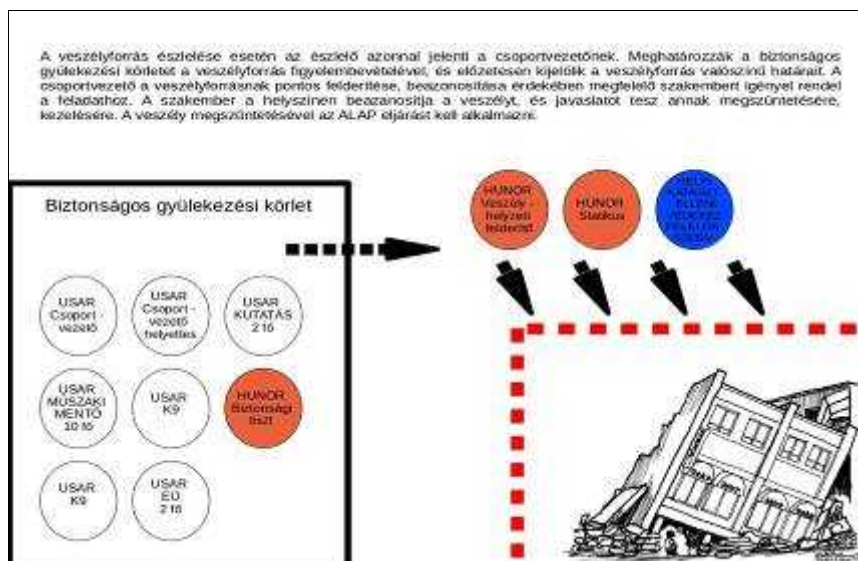 A veszélyforrás észlelése esetén az észlelő azonnal jelenti a csoportvezetőnek. Meghatározzák a biztonságos
gyülekezési körletet a veszélyforrás figyelembevételével, és előzetesen kijelölik a veszélyforrás valószínű határait. A
csoportvezető a veszélyforrásnak pontos felderítése, beazonosítása érdekében megfelelő szakembert igényel rendel
a feladathoz. A szakember a helyszínen beazanosítja a veszélyt, és javaslatot tesz annak megszüntetésére,
kezelésére. A veszély megszüntetésével az ALAP eljárást kell alkalmazni.
Biztonságos gyülekezési körlet
USAR
Csoport -
vezető
USAR
Csoport -
vezető
helyettes
USAR
KUTATÁS
2 fő
USAR
MŰSZAKI
MENTŐ
10 fő
USAR
K9
HUNOR
Biztonsági
tiszt
USAR
K9
USAR
EÜ
2 fő
HUNOR
Veszély -
helyzeti
felderítő
HUNOR
Statikus
HELYI